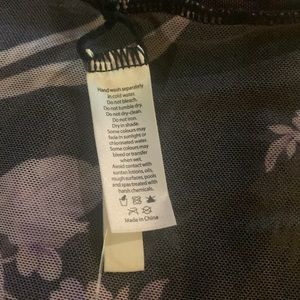 Hand wash separately
in cold water.
Do not bleach.
Do not tumble dry.
Do not dry-clean.
Do not iron.
Dry in shade.
Some colours may
fade in sunlight or
chlorinated water.
Some colours may
bleed or transfer
when wet.
Avoid contact with
suntan lotions, oils,
rough surfaces, pools
and spas treated with
harsh chemicals.
Made in China